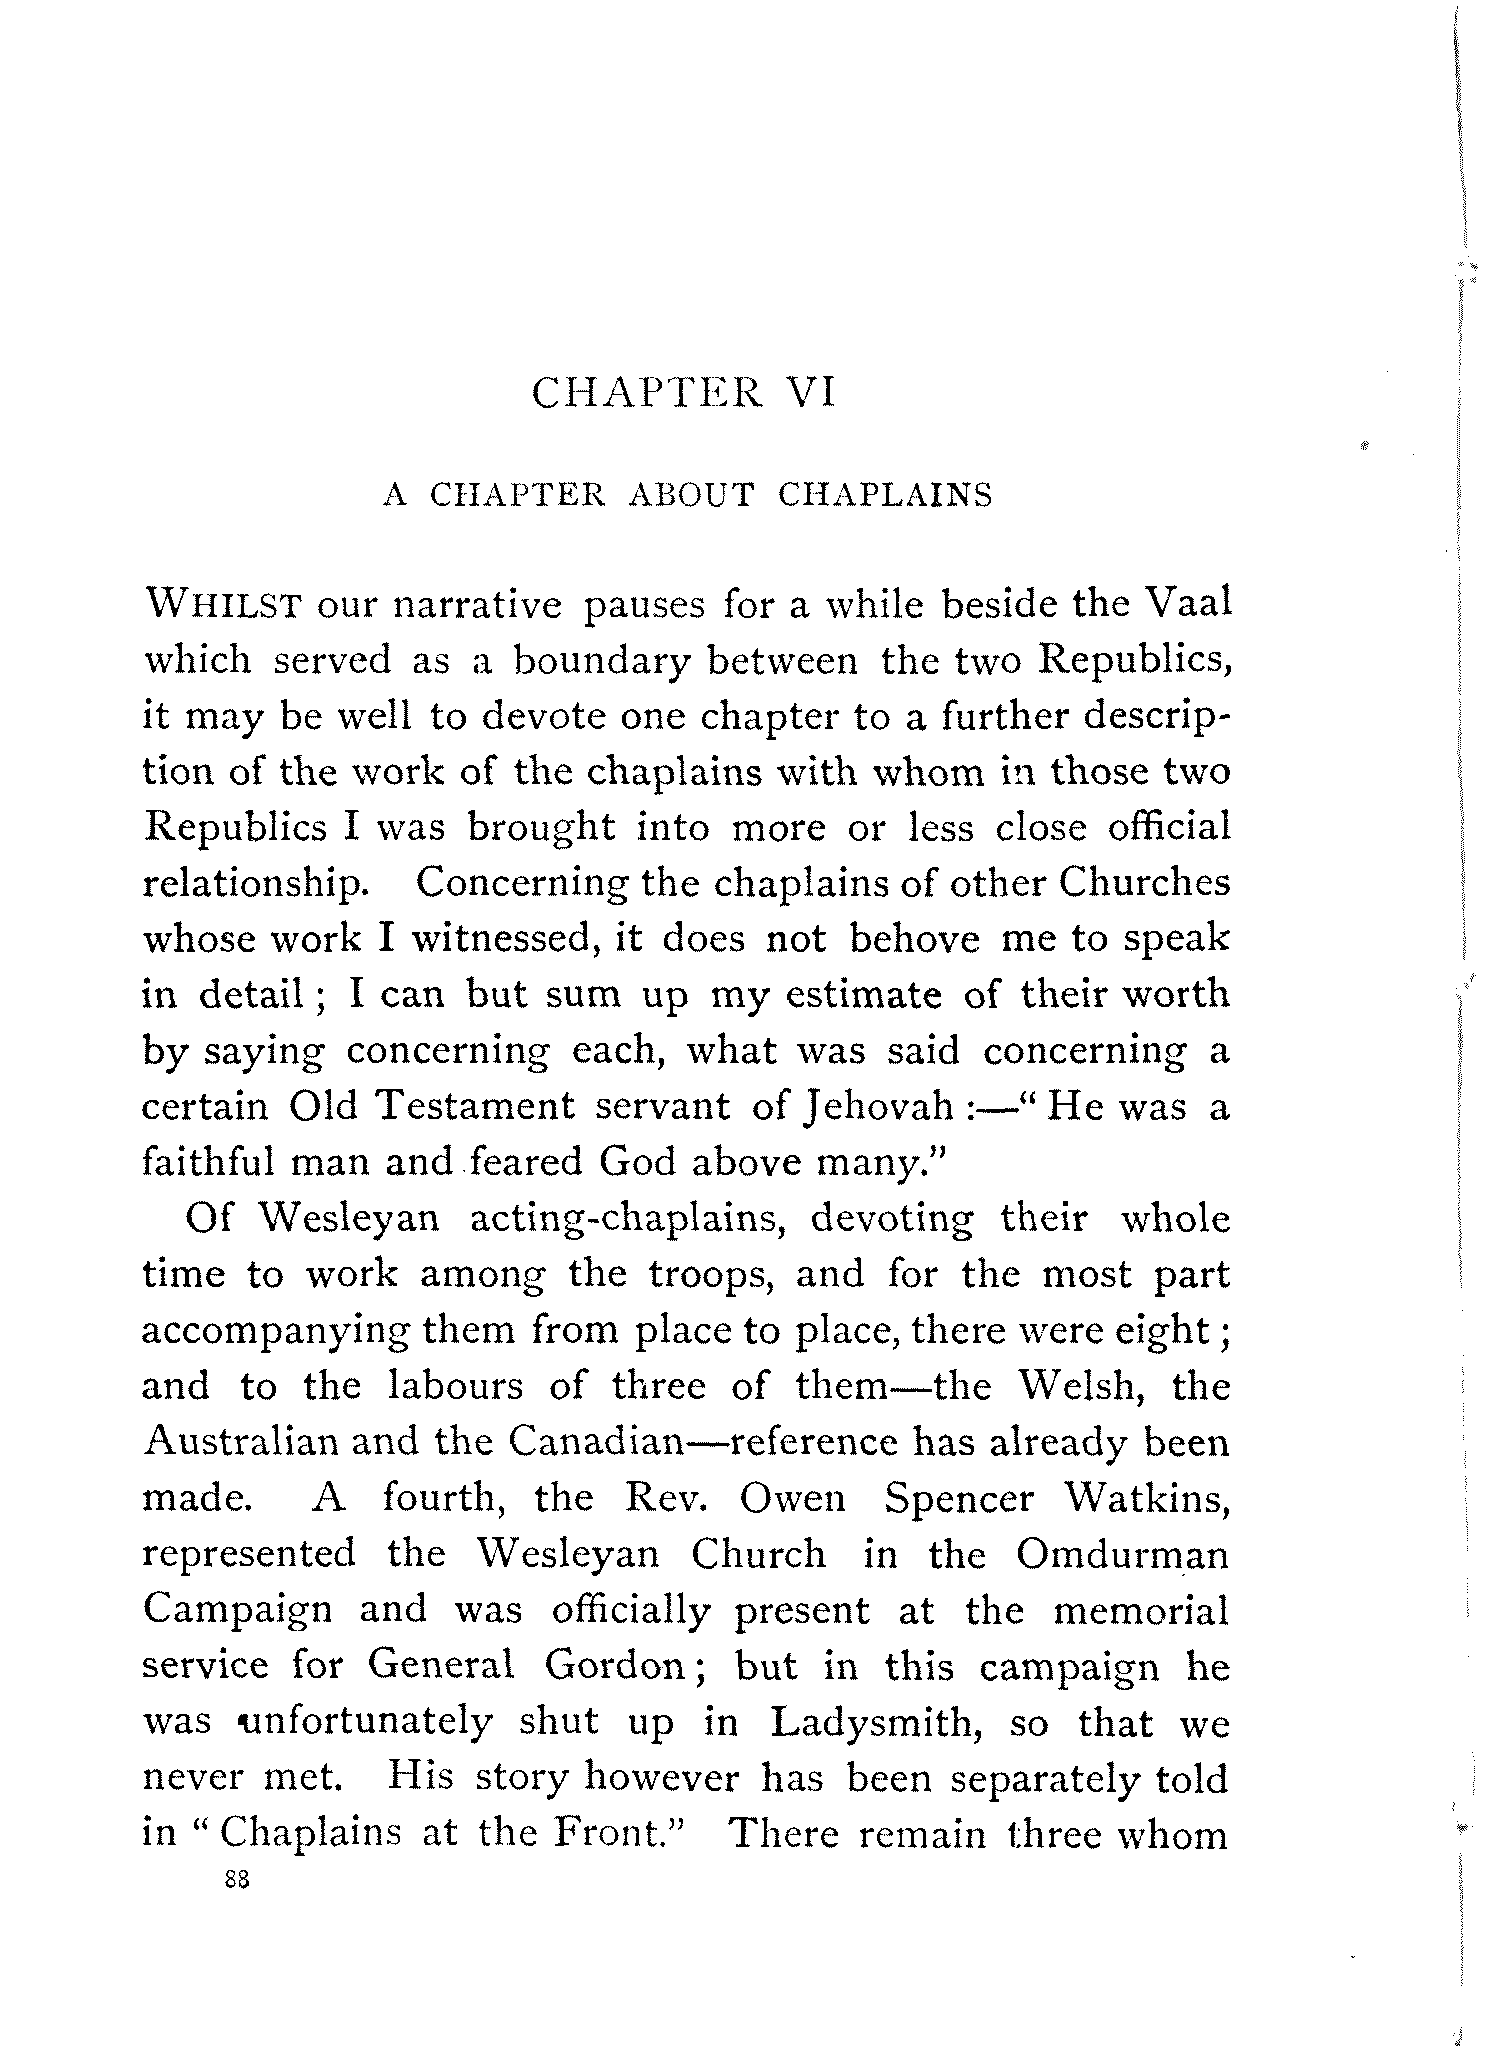 CHAPTER VI
A CHAPTER ABOUT CHAPLAINS
WHILST our narrative pauses for a while beside the Vaal
which served as a boundary between the two Republics,
it may be well to devote one chapter to a further descrip-
tion of the work of the chaplains with whom in those two
Republics I was brought into more or less close official
relationship. Concerning the chaplains of other Churches
whose work I witnessed, it does not behove me to speak
in detail ; I can but sum up my estimate of their worth
by saying concerning each, what was said concerning a
certain Old Testament servant of Jehovah :—“ He was a
faithful man and feared God above many.”
Of Wesleyan acting-chaplains, devoting their whole
time to work among the troops, and for the most part
accompanying them from place to place, there were eight ;
and to the labours of three of them—the Welsh, the
Australian and the Canadian—reference has already been
made. A fourth, the Rev. Owen Spencer Watkins,
represented the Wesleyan Church in the Omdurman
Campaign and was officially present at the memorial
service for General Gordon ; but in this campaign he
was unfortunately shut up in Ladysmith, so that we
never met. His story however has been separately told
in “ Chaplains at the Front.” There remain three whom
88